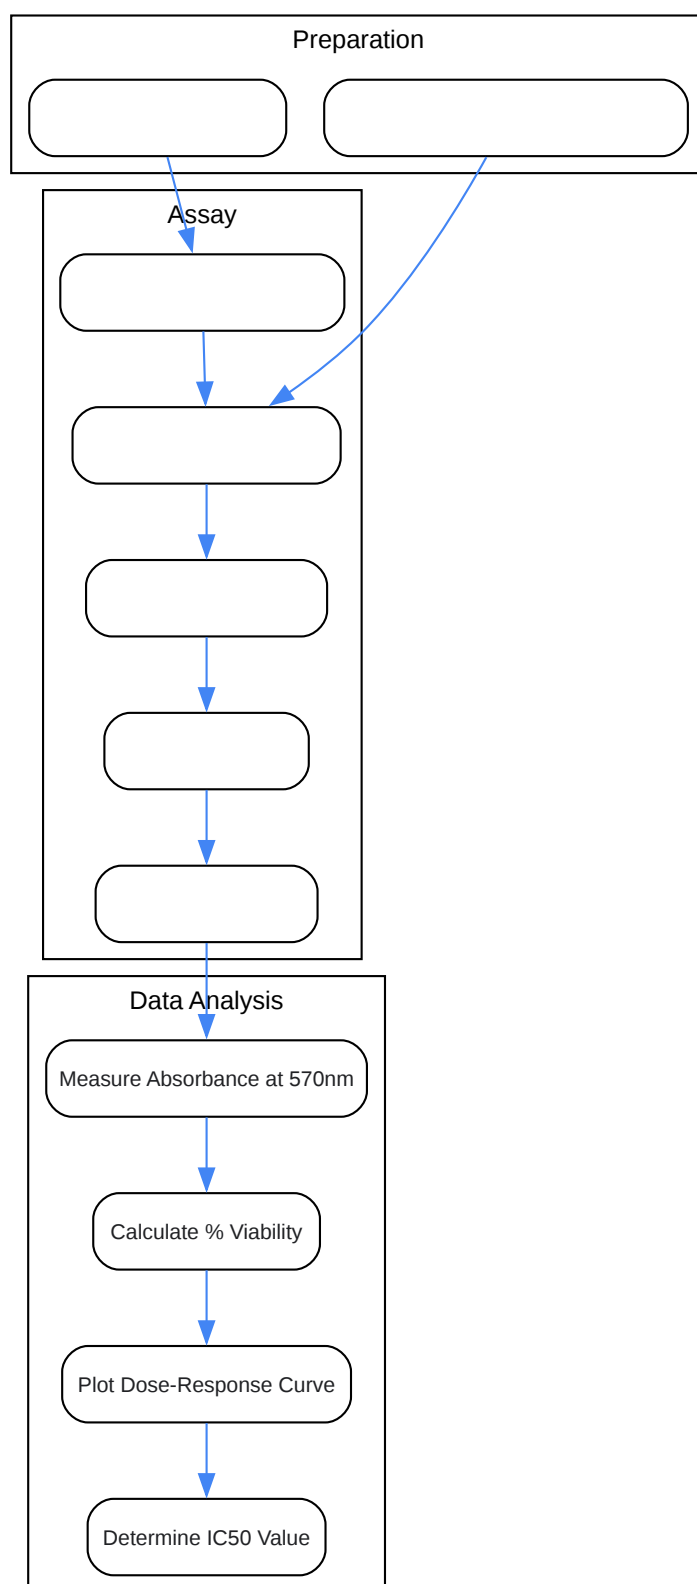 Preparation
Assay
Data Analysis
Measure Absorbance at 570nm
Calculate % Viability
Plot Dose-Response Curve
Determine IC50 Value